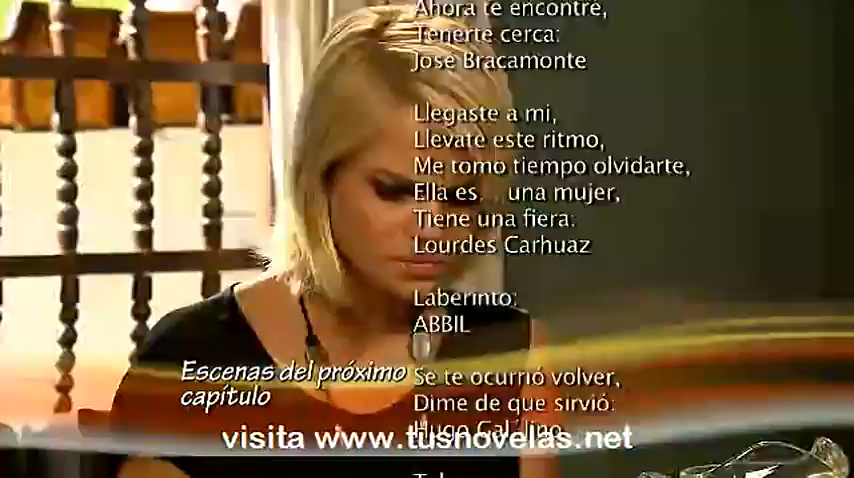 Ahora te encontré,
Tenerte cerca:
José Bracamonte
Llegaste a mi,
Llevate este ritmo,
Me tomo tiempo olvidarte,
Ella es... una mujer,
Tiene una fiera:
Lourdes Carhuaz
Laberinto:
ABBIL
Escenas del próximo
capítulo
Se te ocurrió volver,
Dime de que sirvió:
Hugo
visita www.tusnovelas.net